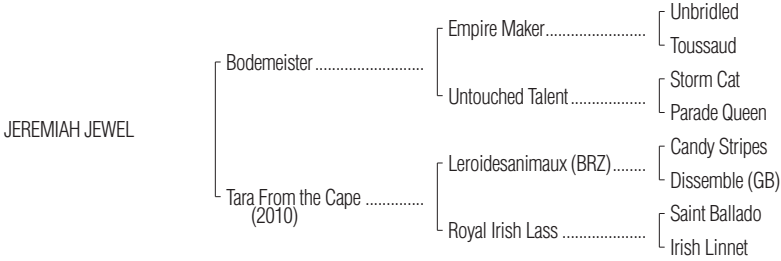 Unbridled
Empire Maker........................
Toussaud
Bodemeister..........................
Storm Cat
Untouched Talent..................
Parade Queen
JEREMIAH JEWEL
Candy Stripes
Leroidesanimaux (BRZ)........
Dissemble (GB)
Tara From the Cape ..............
(2010)
Saint Ballado
Royal Irish Lass ....................
Irish Linnet